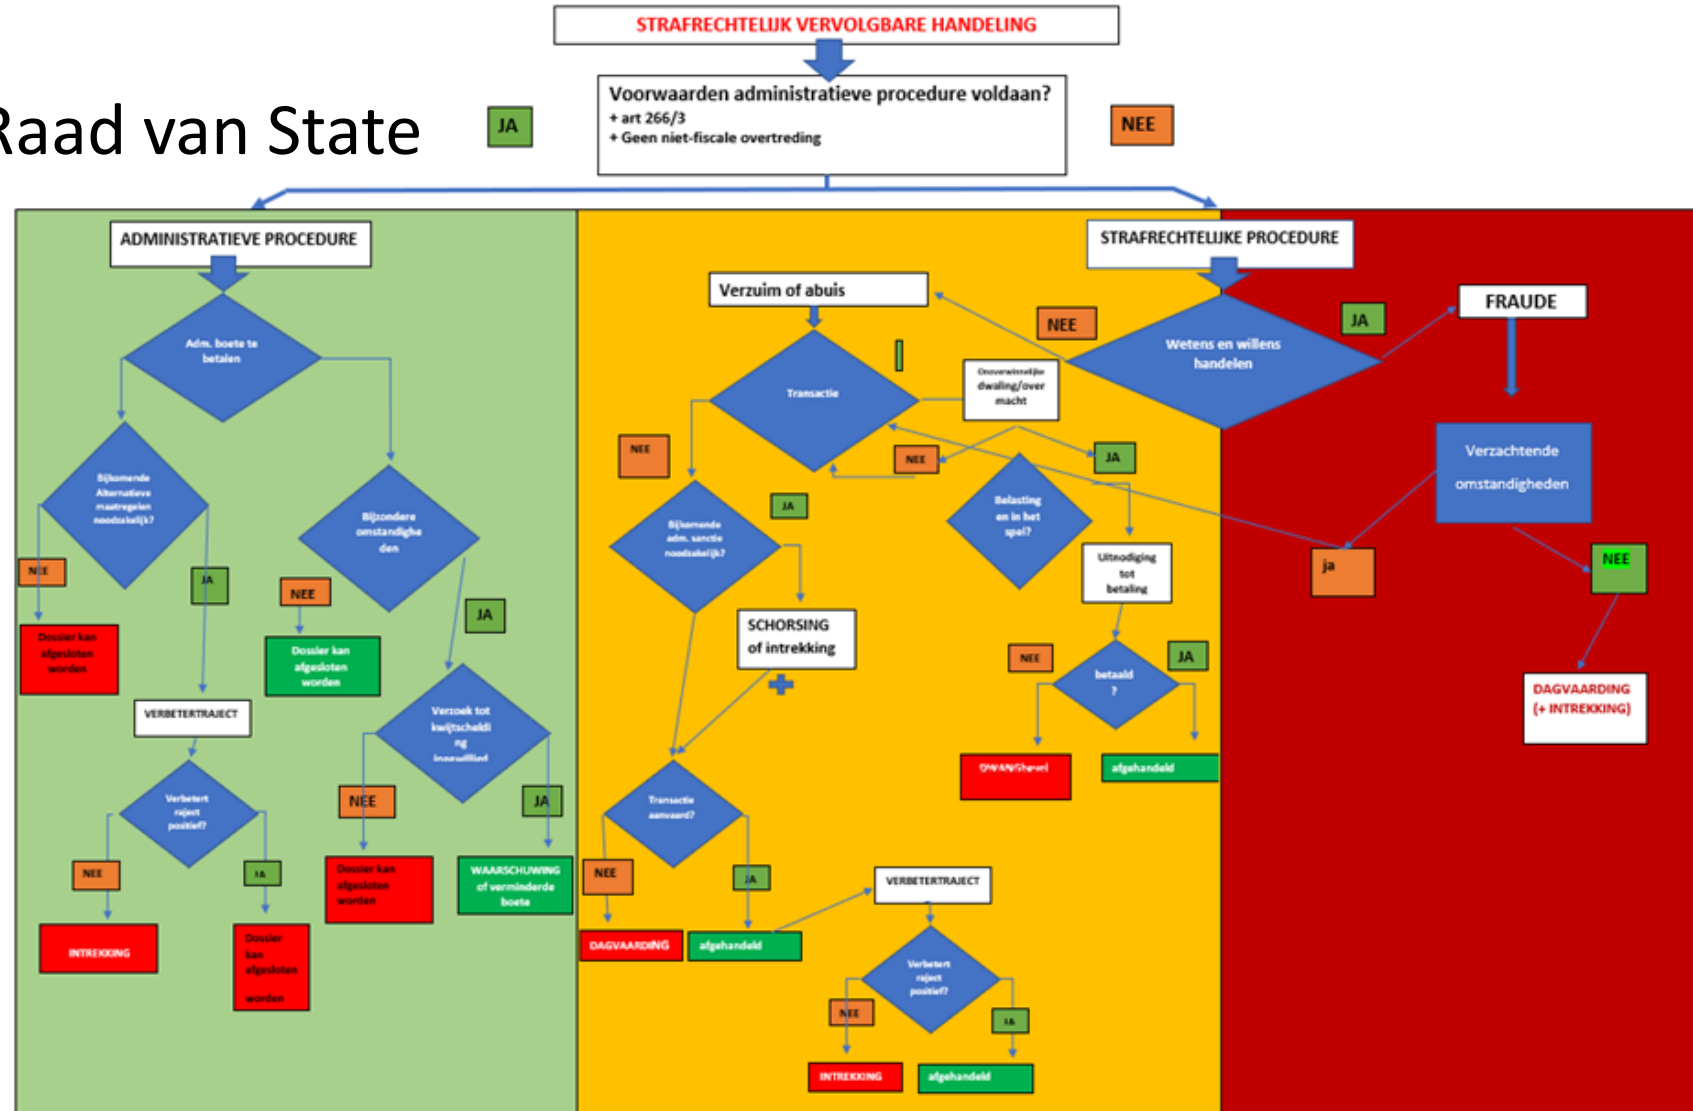 STRAFRECHTELIJK VERVOLGBARE HANDELING
Raad van State
JA
Voorwaarden administratieve procedure voldaan?
+ art 266/3
+ Geen niet-fiscale overtreding
NEE
ADMINISTRATIEVE PROCEDURE
Adm. boete te
betalen
Bijkomende
Alternatieve
maatregelen
noodzakelijk?
NEE
Dossier kan
afgesloten
worden
JA
VERBETERTRAJECT
Verbetert
raject
positief?
NEE
INTREKKING
JA
Dossier
kan
afgesloten
worden
Bijzondere
omstandighe
den
NEE
Dossier kan
afgesloten
worden
JA
Verzoek tot
kwijtscheldi
ng
NEE
Dossier kan
afgesloten
worden
JA
WAARSCHUWING
of verminderde
boete
STRAFRECHTELIJKE PROCEDURE
Wetens en willens
handelen
NEE
Verzuim of abuis
Transactie
Onoverwinnelijke
dwaling/over
macht
NEE
JA
Belasting
en in het
spel?
Uitnodiging
tot
betaling
betaald
?
NEE
DWANGbevel
JA
afgehandeld
NEE
Bijkomende
adm. sanctie
noodzakelijk?
JA
SCHORSING
of intrekking
Transactie
aanvaard?
NEE
DAGVAARDING
JA
afgehandeld
VERBETERTRAJECT
Verbetert
raject
positief?
NEE
INTREKKING
JA
afgehandeld
JA
FRAUDE
Verzachtende
omstandigheden
ja
NEE
DAGVAARDING
(+ INTREKKING)